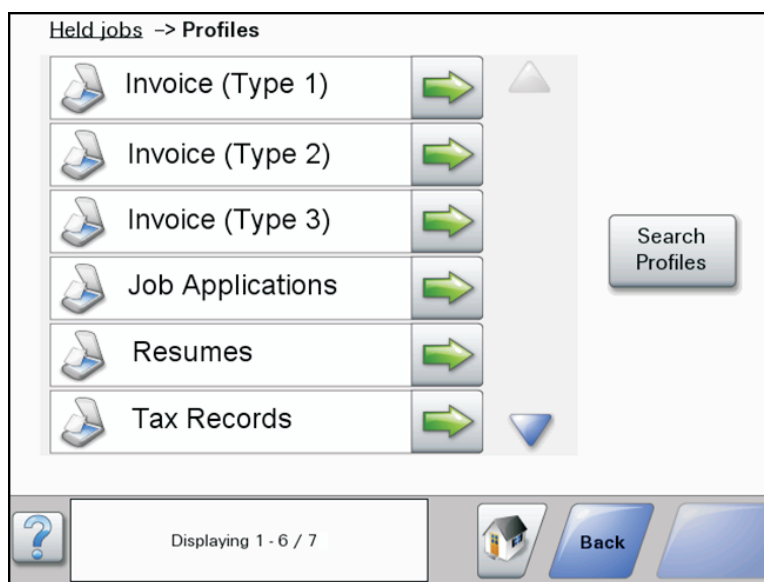 Held jobs –> Profiles
Invoice (Type 1)
Invoice (Type 2)
Invoice (Type 3)
Job Applications
Resumes
Tax Records
Search
Profiles
?
Displaying 1 - 6 / 7
Back